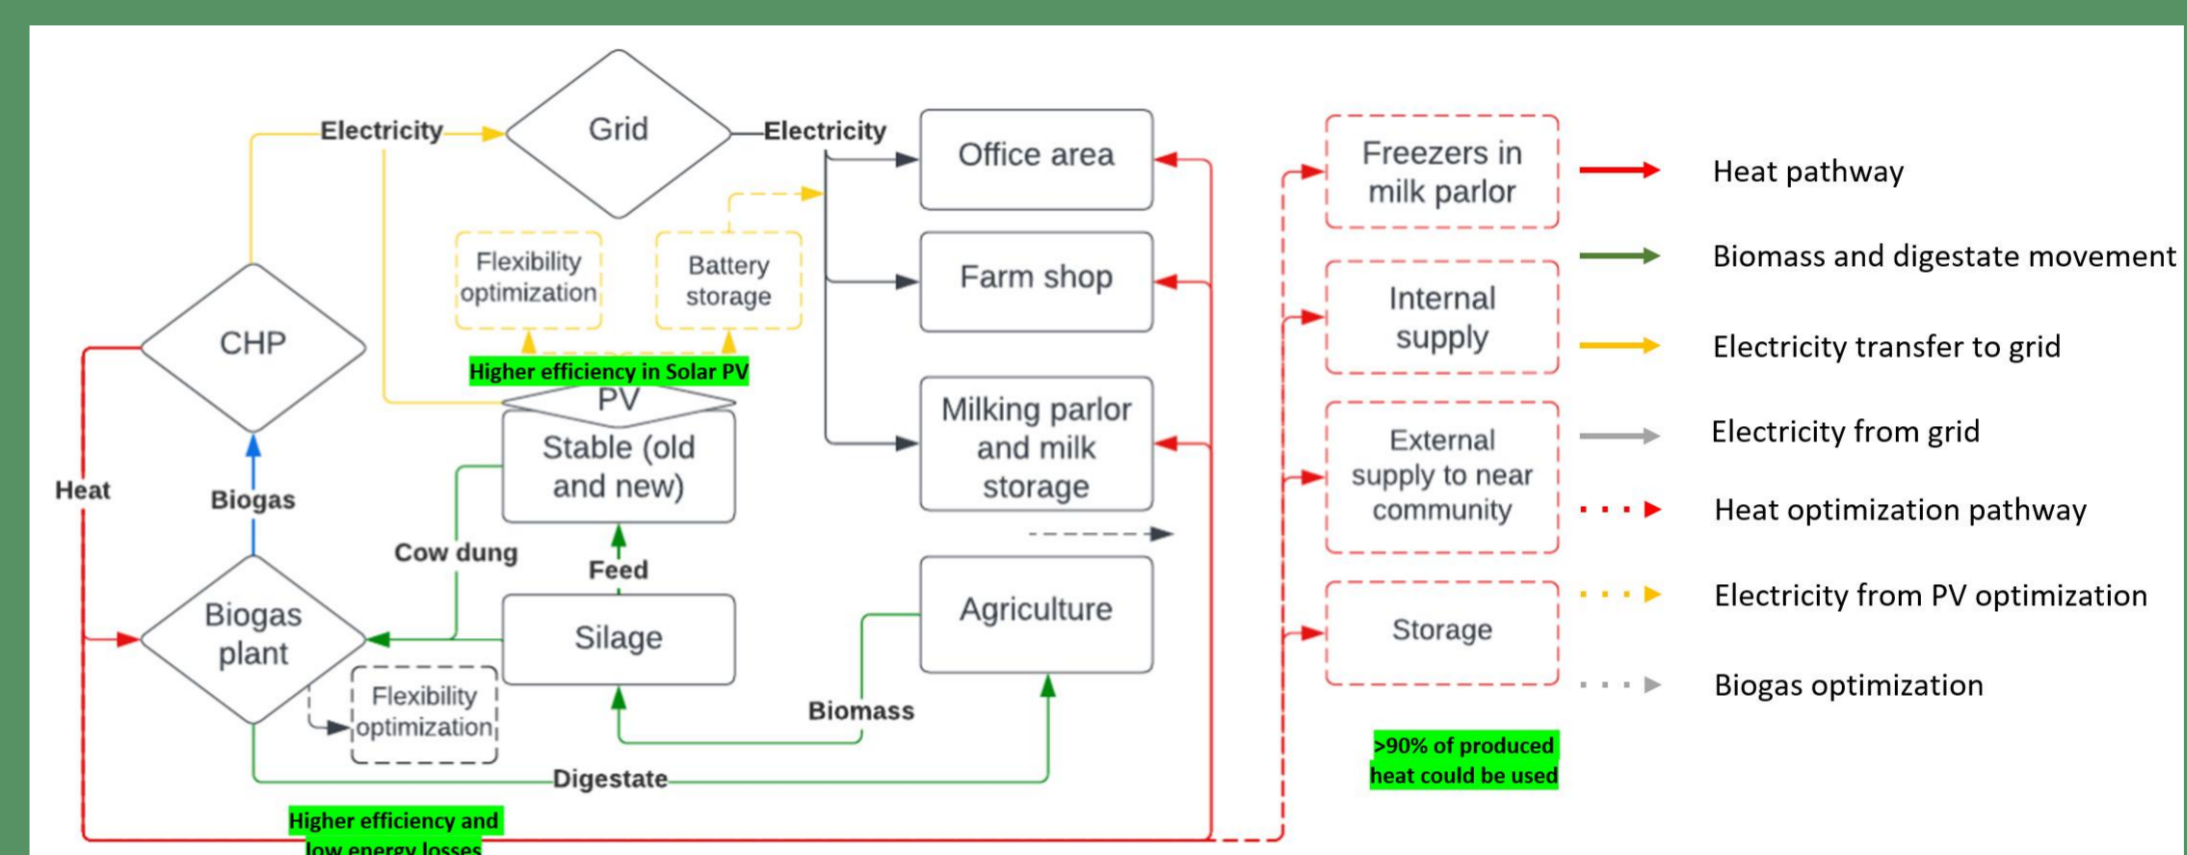 Electricity
Grid
Electricity
Office area
Freezers in
milk parlor
Heat pathway
Flexibility
optimization
Battery
storage
Farm shop
Biomass and digestate movement
Internal
supply
CHP
Higher efficiency in Solar PV
PV
Electricity transfer to grid
Stable (old
and new)
Milking parlor
and milk
storage
External
supply to near
community
Electricity from grid
Heat
Biogas
Cow dung
Feed
Heat optimization pathway
Biogas
plant
Silage
Agriculture
Storage
Electricity from PV optimization
Flexibility
optimization
Biomass
Biogas optimization
Digestate
>90% of produced
heat could be used
Higher efficiency and
low energy losses